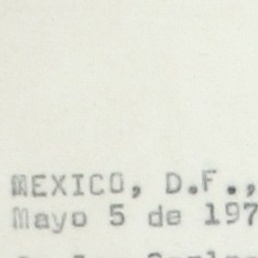 MEXICO, D.F.,
Mayo 5 de 197